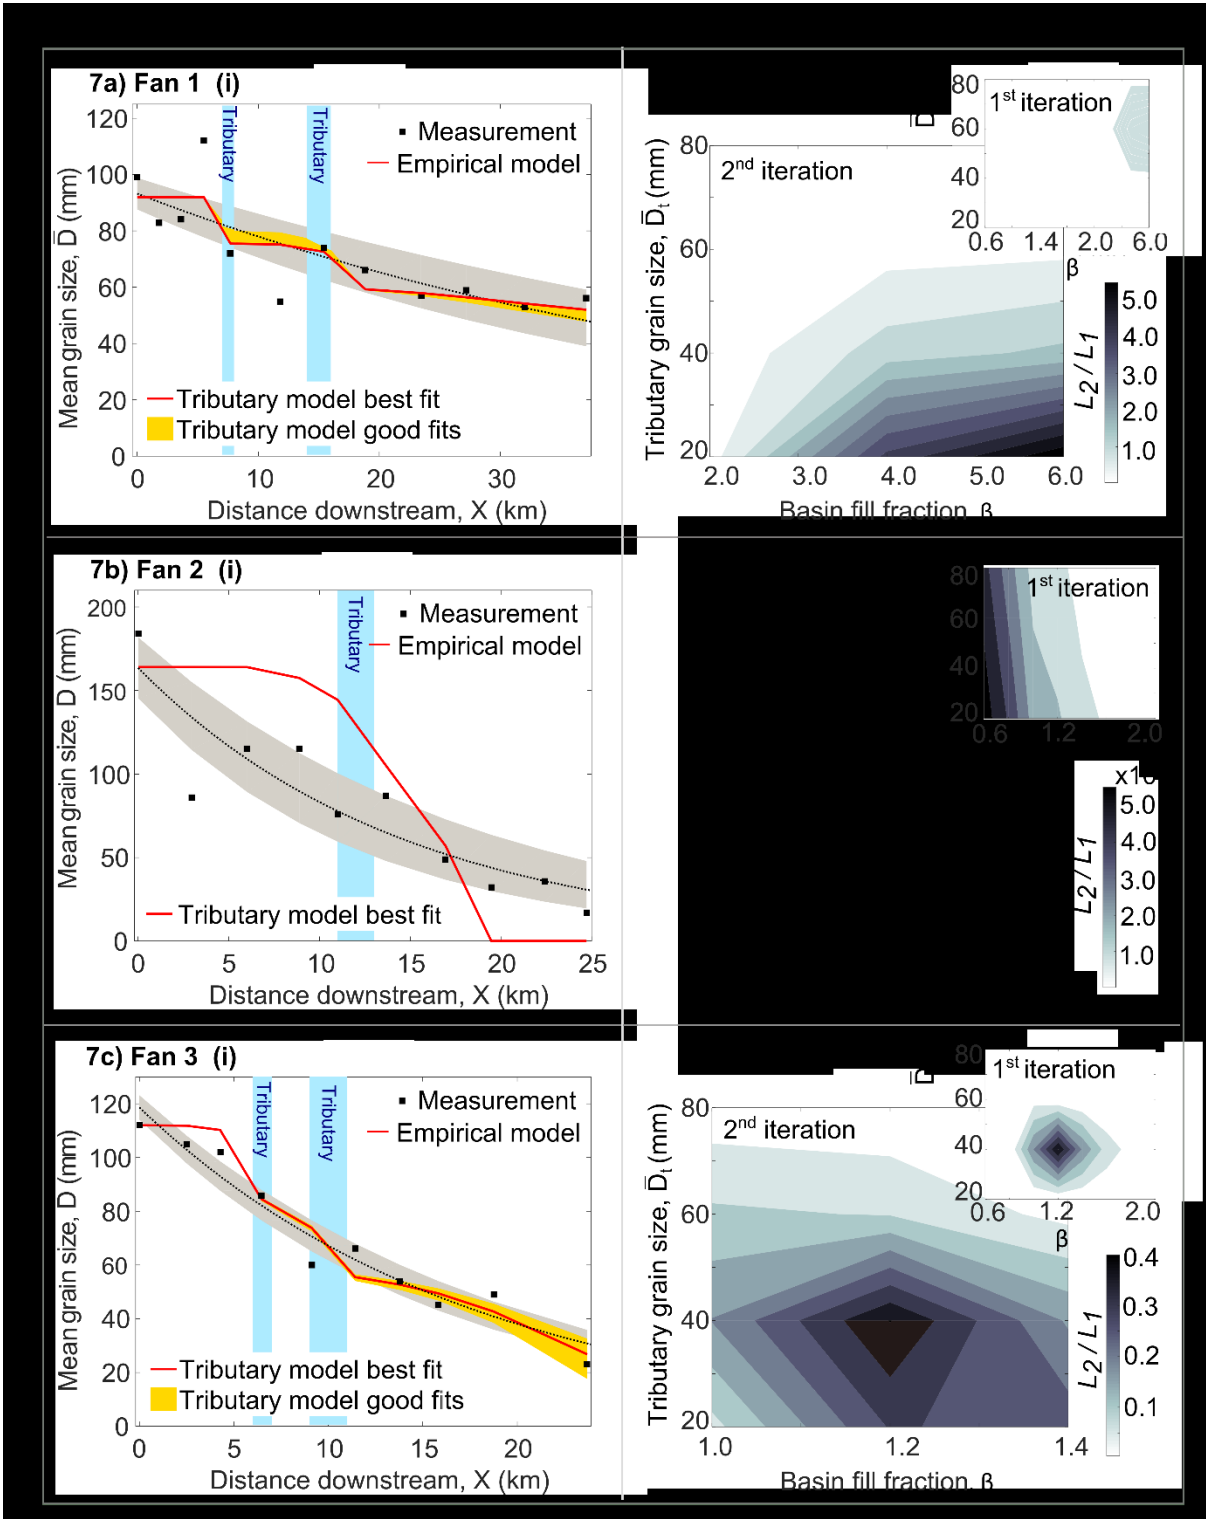 7a) Fan 1 (i)
120
100
80
60
40
20
0
0
10
20
30
Mean grain size, D̄ (mm)
Distance downstream, X (km)
Tributary
Tributary
Measurement
Empirical model
Tributary model best fit
Tributary model good fits
80
60
40
20
2.0
3.0
4.0
5.0
6.0
Tributary grain size, D̄t (mm)
Basin fill fraction, β
2nd iteration
D̄
80
60
40
20
0.6
1.4
2.0
6.0
β
1st iteration
5.0
4.0
3.0
2.0
1.0
L2 / L1
7b) Fan 2 (i)
200
150
100
50
0
0
5
10
15
20
25
Mean grain size, D (mm)
Distance downstream, X (km)
Tributary
Measurement
Empirical model
Tributary model best fit
80
60
40
20
0.6
1.2
2.0
1st iteration
5.0
4.0
3.0
2.0
1.0
L2 / L1
7c) Fan 3 (i)
120
100
80
60
40
20
0
0
5
10
15
20
Mean grain size, D (mm)
Distance downstream, X (km)
Tributary
Tributary
Measurement
Empirical model
Tributary model best fit
Tributary model good fits
80
60
40
20
1.0
1.2
1.4
Tributary grain size, D̄t (mm)
Basin fill fraction, β
2nd iteration
D̄
80
60
40
20
0.6
1.2
2.0
β
1st iteration
0.4
0.3
0.2
0.1
L2 / L1